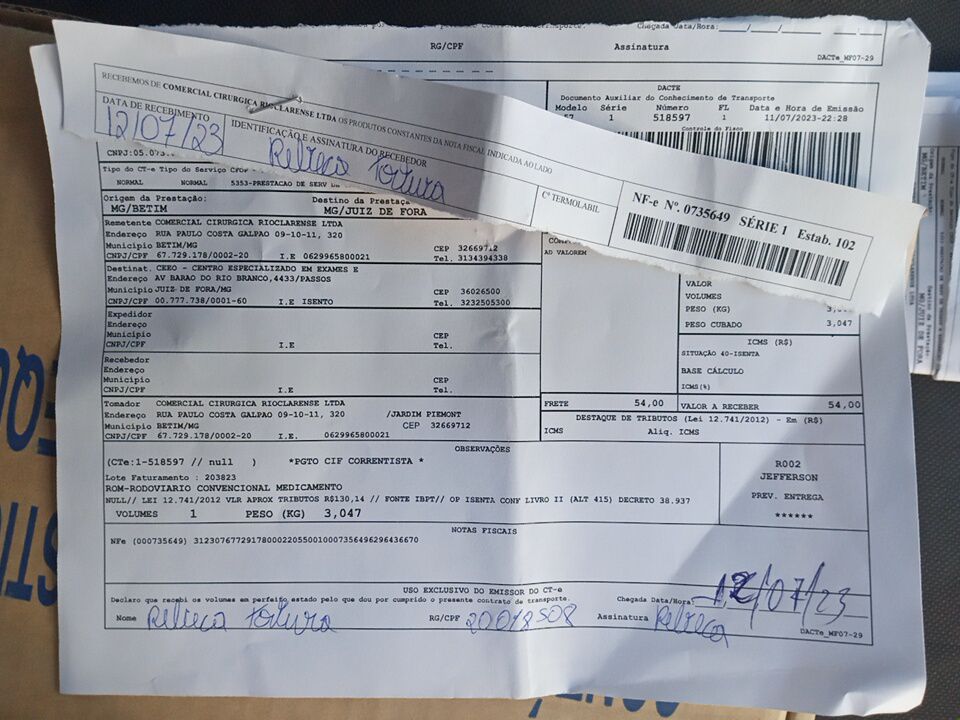 Chegada Data/Hora:
RG/CPF Assinatura
DACTe_MF07-29
RECEBEMOS DE COMERCIAL CIRURGICA RIOCLARENSE LTDA OS PRODUTOS CONSTANTES DA NOTA FISCAL INDICADA AO LADO
DATA DE RECEBIMENTO IDENTIFICAÇÃO E ASSINATURA DO RECEBEDOR
12/07/23 Rebeca
Cª TERMOLABIL
NF-e Nº. 0735649 SÉRIE 1 Estab. 102
DACTE
Documento Auxiliar do Conhecimento de Transporte
Modelo Série Número FL Data e Hora de Emissão
57 1 518597 1 11/07/2023-22:28
Controle do Fisco
CNPJ:05.073.
Tipo do CT-e Tipo do Serviço CFOP
NORMAL NORMAL 5353-PRESTACAO DE SERV DE
Origem da Prestação: Destino da Prestaçã
MG/BETIM MG/JUIZ DE FORA
Remetente COMERCIAL CIRURGICA RIOCLARENSE LTDA
Endereço RUA PAULO COSTA GALPAO 09-10-11, 320
Municipio BETIM/MG CEP 32669712
CNPJ/CPF 67.729.178/0002-20 I.E 0629965800021 Tel. 3134394338
Destinat. CEEO - CENTRO ESPECIALIZADO EM EXAMES E
Endereço AV BARAO DO RIO BRANCO,4433/PASSOS
Municipio JUIZ DE FORA/MG CEP 36026500
CNPJ/CPF 00.777.738/0001-60 I.E ISENTO Tel. 3232505300
Expedidor
Endereço
Municipio CEP
CNPJ/CPF I.E Tel.
Recebedor
Endereço
Municipio CEP
CNPJ/CPF I.E Tel.
Tomador COMERCIAL CIRURGICA RIOCLARENSE LTDA
Endereço RUA PAULO COSTA GALPAO 09-10-11, 320 /JARDIM PIEMONT
Municipio BETIM/MG CEP 32669712
CNPJ/CPF 67.729.178/0002-20 I.E. 0629965800021
AD VALOREM
VALOR
VOLUMES
PESO (KG)
PESO CUBADO 3,047
ICMS (R$)
SITUAÇÃO 40-ISENTA
BASE CÁLCULO
ICMS(%)
FRETE 54,00 VALOR A RECEBER 54,00
DESTAQUE DE TRIBUTOS (Lei 12.741/2012) - Em (R$)
ICMS Aliq. ICMS
OBSERVAÇÕES
(CTe:1-518597 // null ) *PGTO CIF CORRENTISTA *
Lote Faturamento : 203823
ROM-RODOVIARIO CONVENCIONAL MEDICAMENTO
NULL// LEI 12.741/2012 VLR APROX TRIBUTOS R$130,14 // FONTE IBPT// OP ISENTA CONF LIVRO II (ALT 415) DECRETO 38.937
VOLUMES 1 PESO (KG) 3,047
R002
JEFFERSON
PREV. ENTREGA
******
NOTAS FISCAIS
NFe (000735649) 31230767729178000220550010007356496296436670
USO EXCLUSIVO DO EMISSOR DO CT-e
Declaro que recebi os volumes em perfeito estado pelo que dou por cumprido o presente contrato de transporte.
Chegada Data/Hora: 12/07/23
Nome Rebeca RG/CPF 20018508 Assinatura Rebeca
DACTe_MF07-29